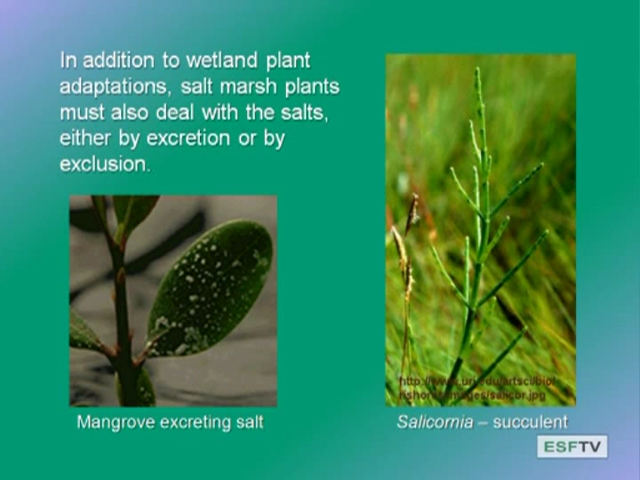 In addition to wetland plant
adaptations, salt marsh plants
must also deal with the salts,
either by excretion or by
exclusion.
Mangrove excreting salt
Salicornia – succulent
ESFTV